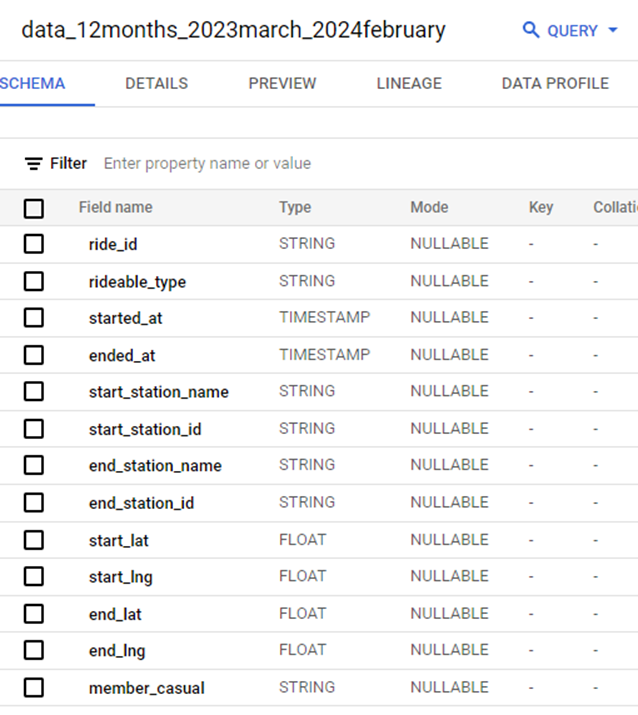 data_12months_2023march_2024february QUERY
SCHEMA DETAILS PREVIEW LINEAGE DATA PROFILE
Filter Enter property name or value
Field name Type Mode Key Collati
ride_id STRING NULLABLE - -
rideable_type STRING NULLABLE - -
started_at TIMESTAMP NULLABLE - -
ended_at TIMESTAMP NULLABLE - -
start_station_name STRING NULLABLE - -
start_station_id STRING NULLABLE - -
end_station_name STRING NULLABLE - -
end_station_id STRING NULLABLE - -
start_lat FLOAT NULLABLE - -
start_lng FLOAT NULLABLE - -
end_lat FLOAT NULLABLE - -
end_lng FLOAT NULLABLE - -
member_casual STRING NULLABLE - -